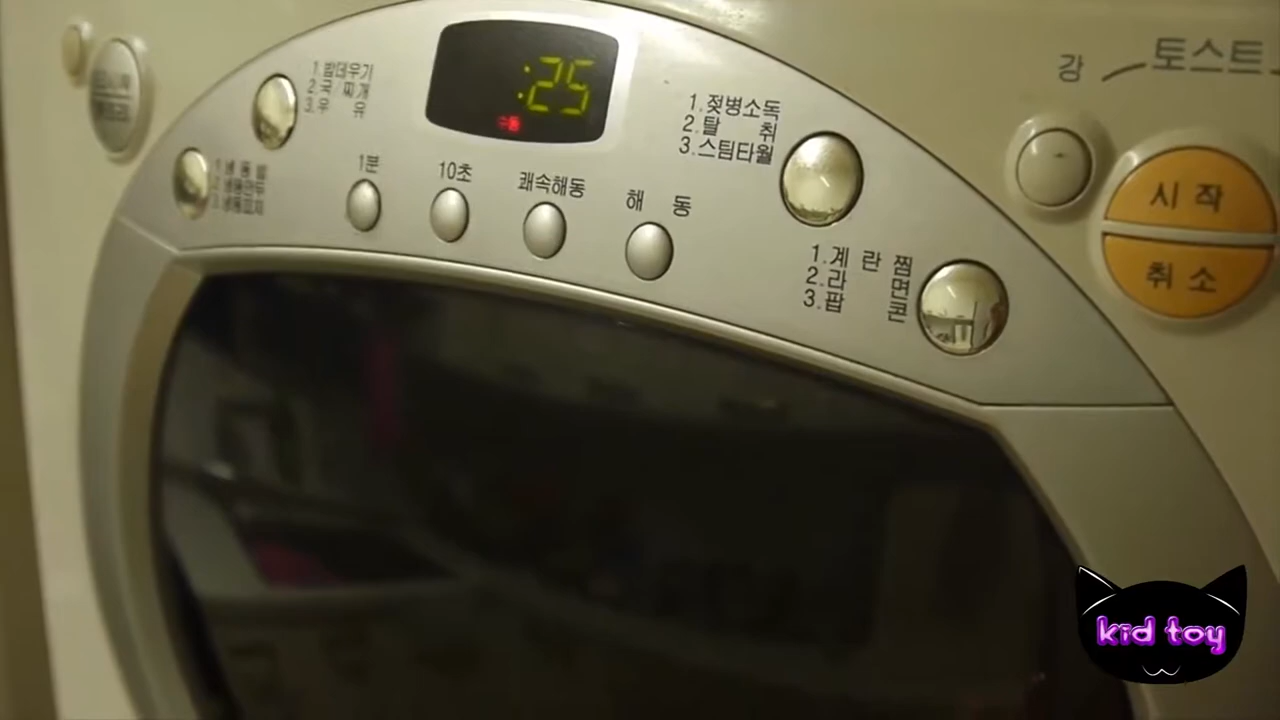 1.밥데우기
2.국/찌개
3.우 유
:25
수동
1.젖병소독
2.탈 취
3.스팀타월
강
토스트
1분
10초
쾌속해동
해 동
1.계 란 찜
2.라 면
3.팝 콘
시 작
취 소
kid toy